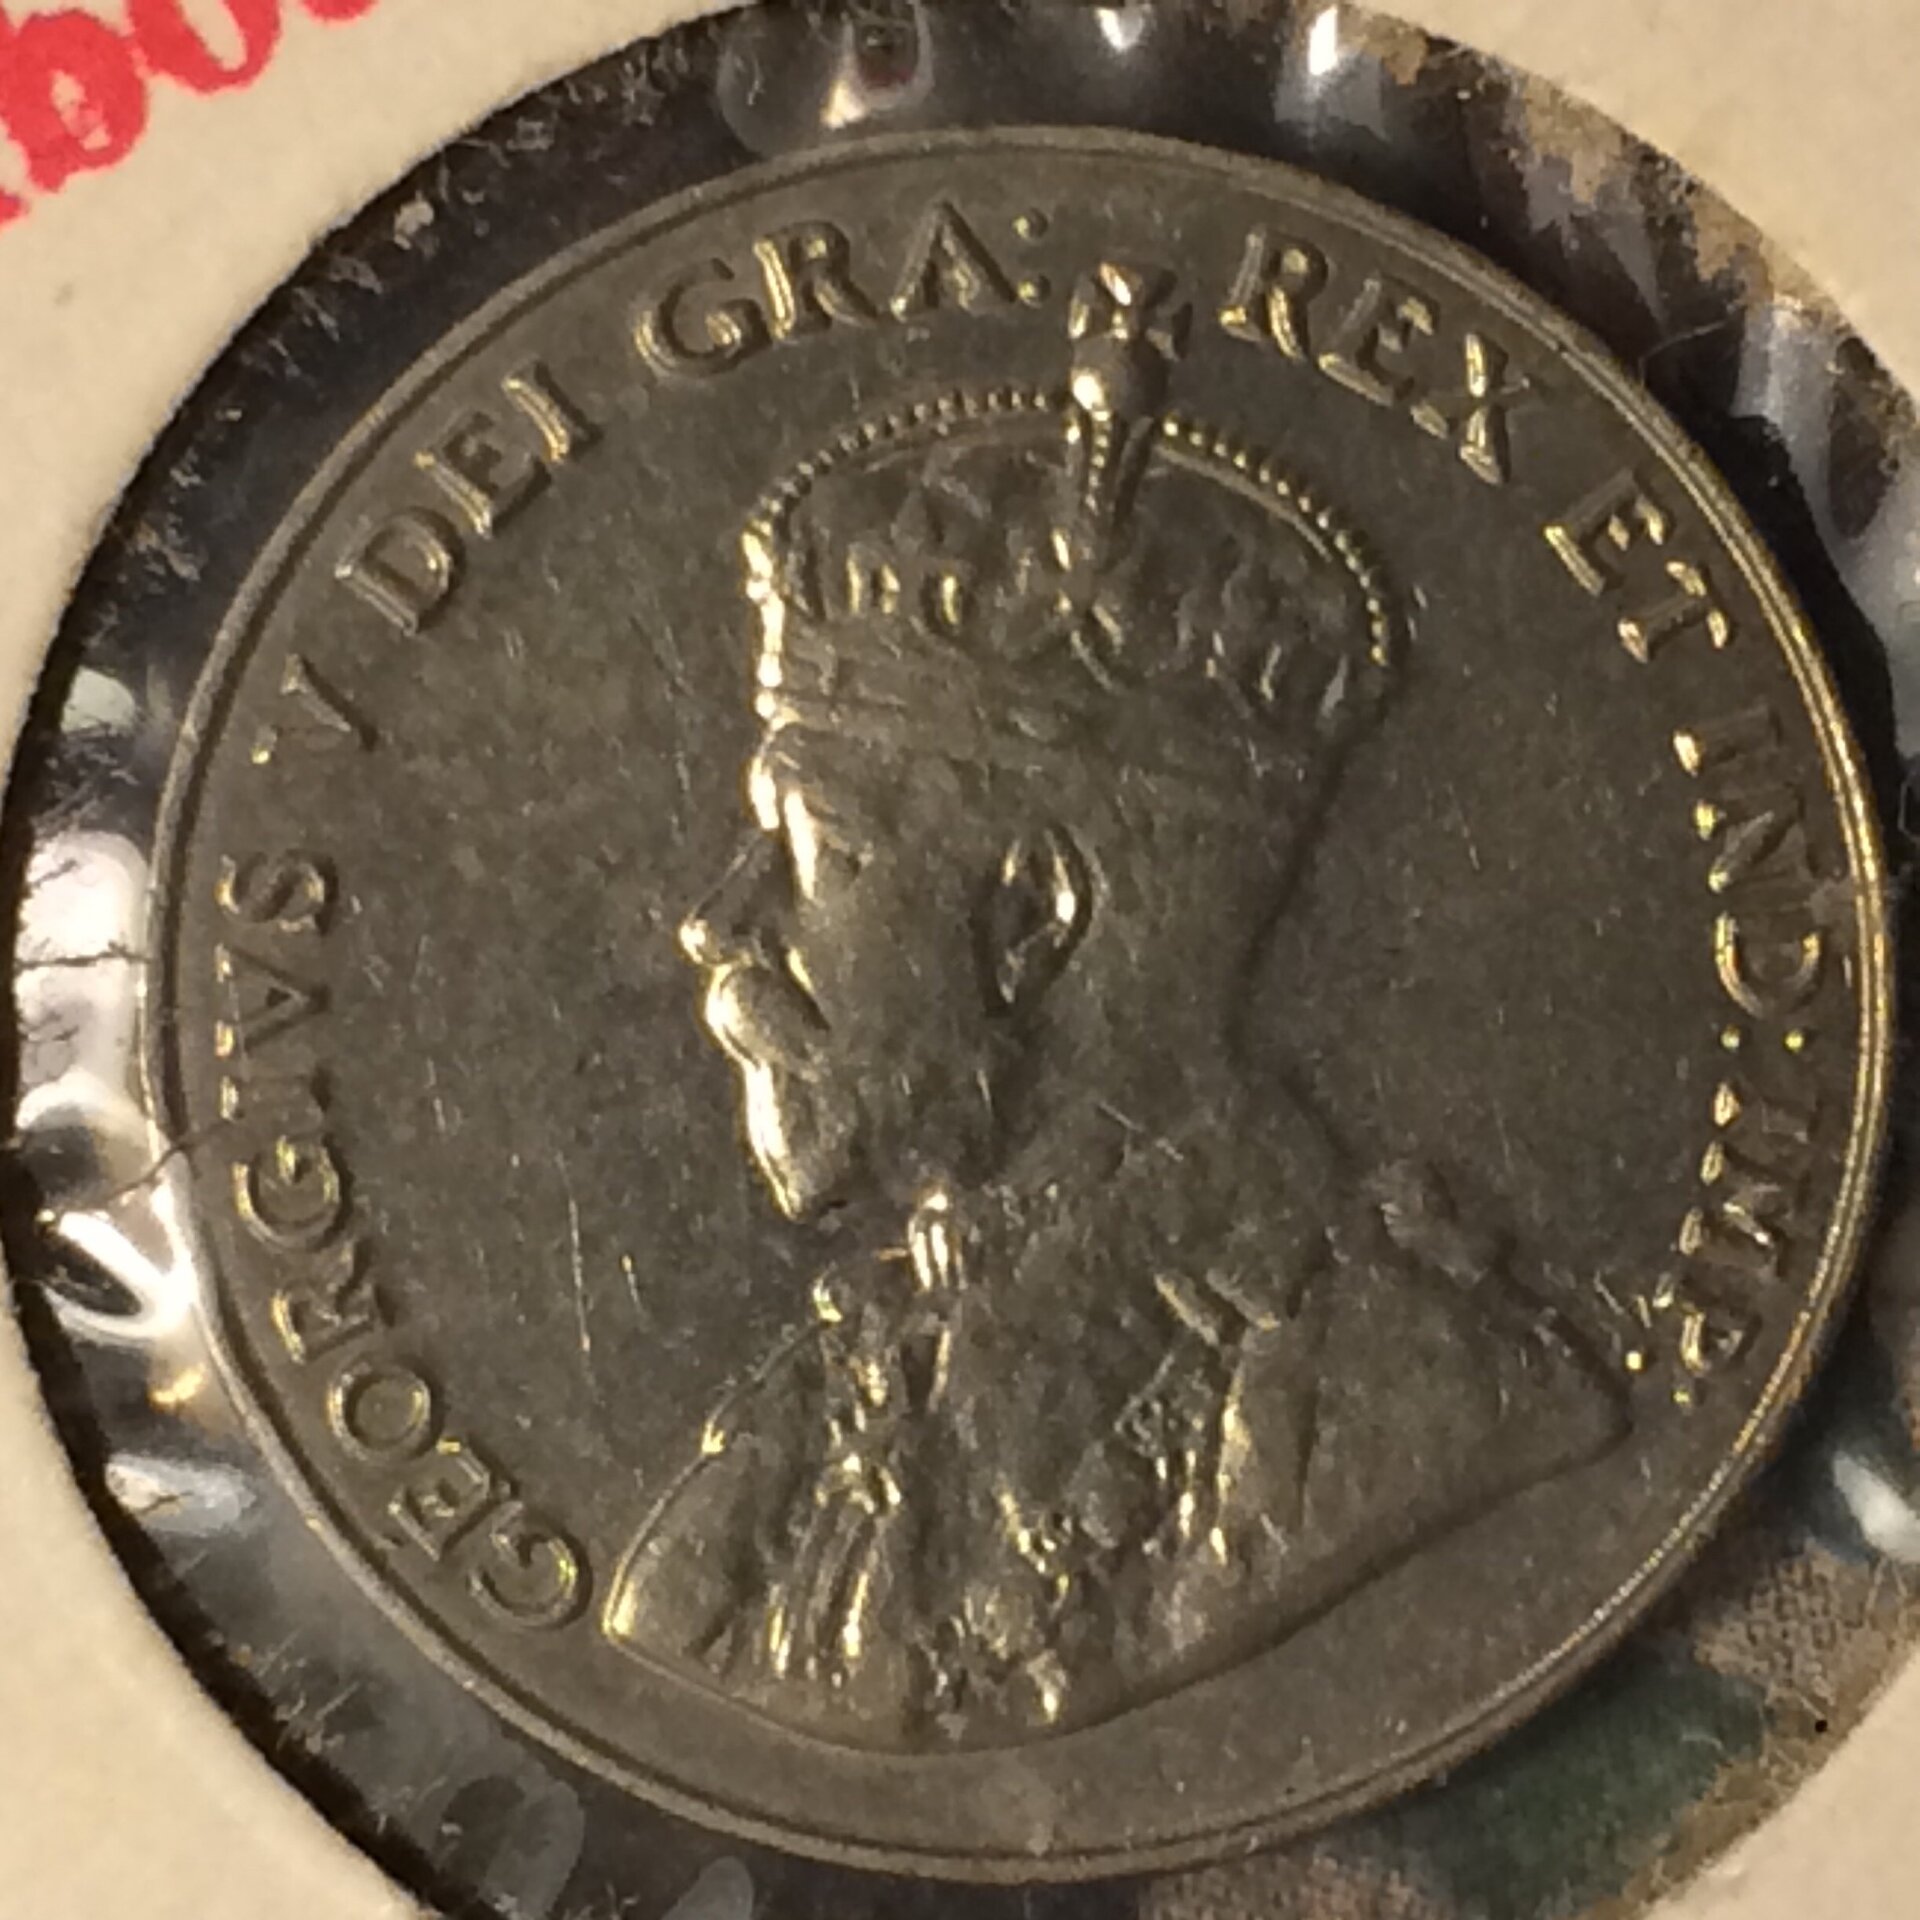 GEORGIVS V DEI GRA: REX ET IND: IMP: